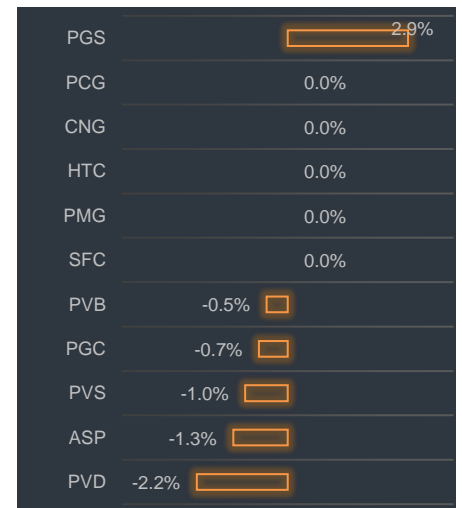 PGS 2.9%
PCG 0.0%
CNG 0.0%
HTC 0.0%
PMG 0.0%
SFC 0.0%
PVB -0.5%
PGC -0.7%
PVS -1.0%
ASP -1.3%
PVD -2.2%